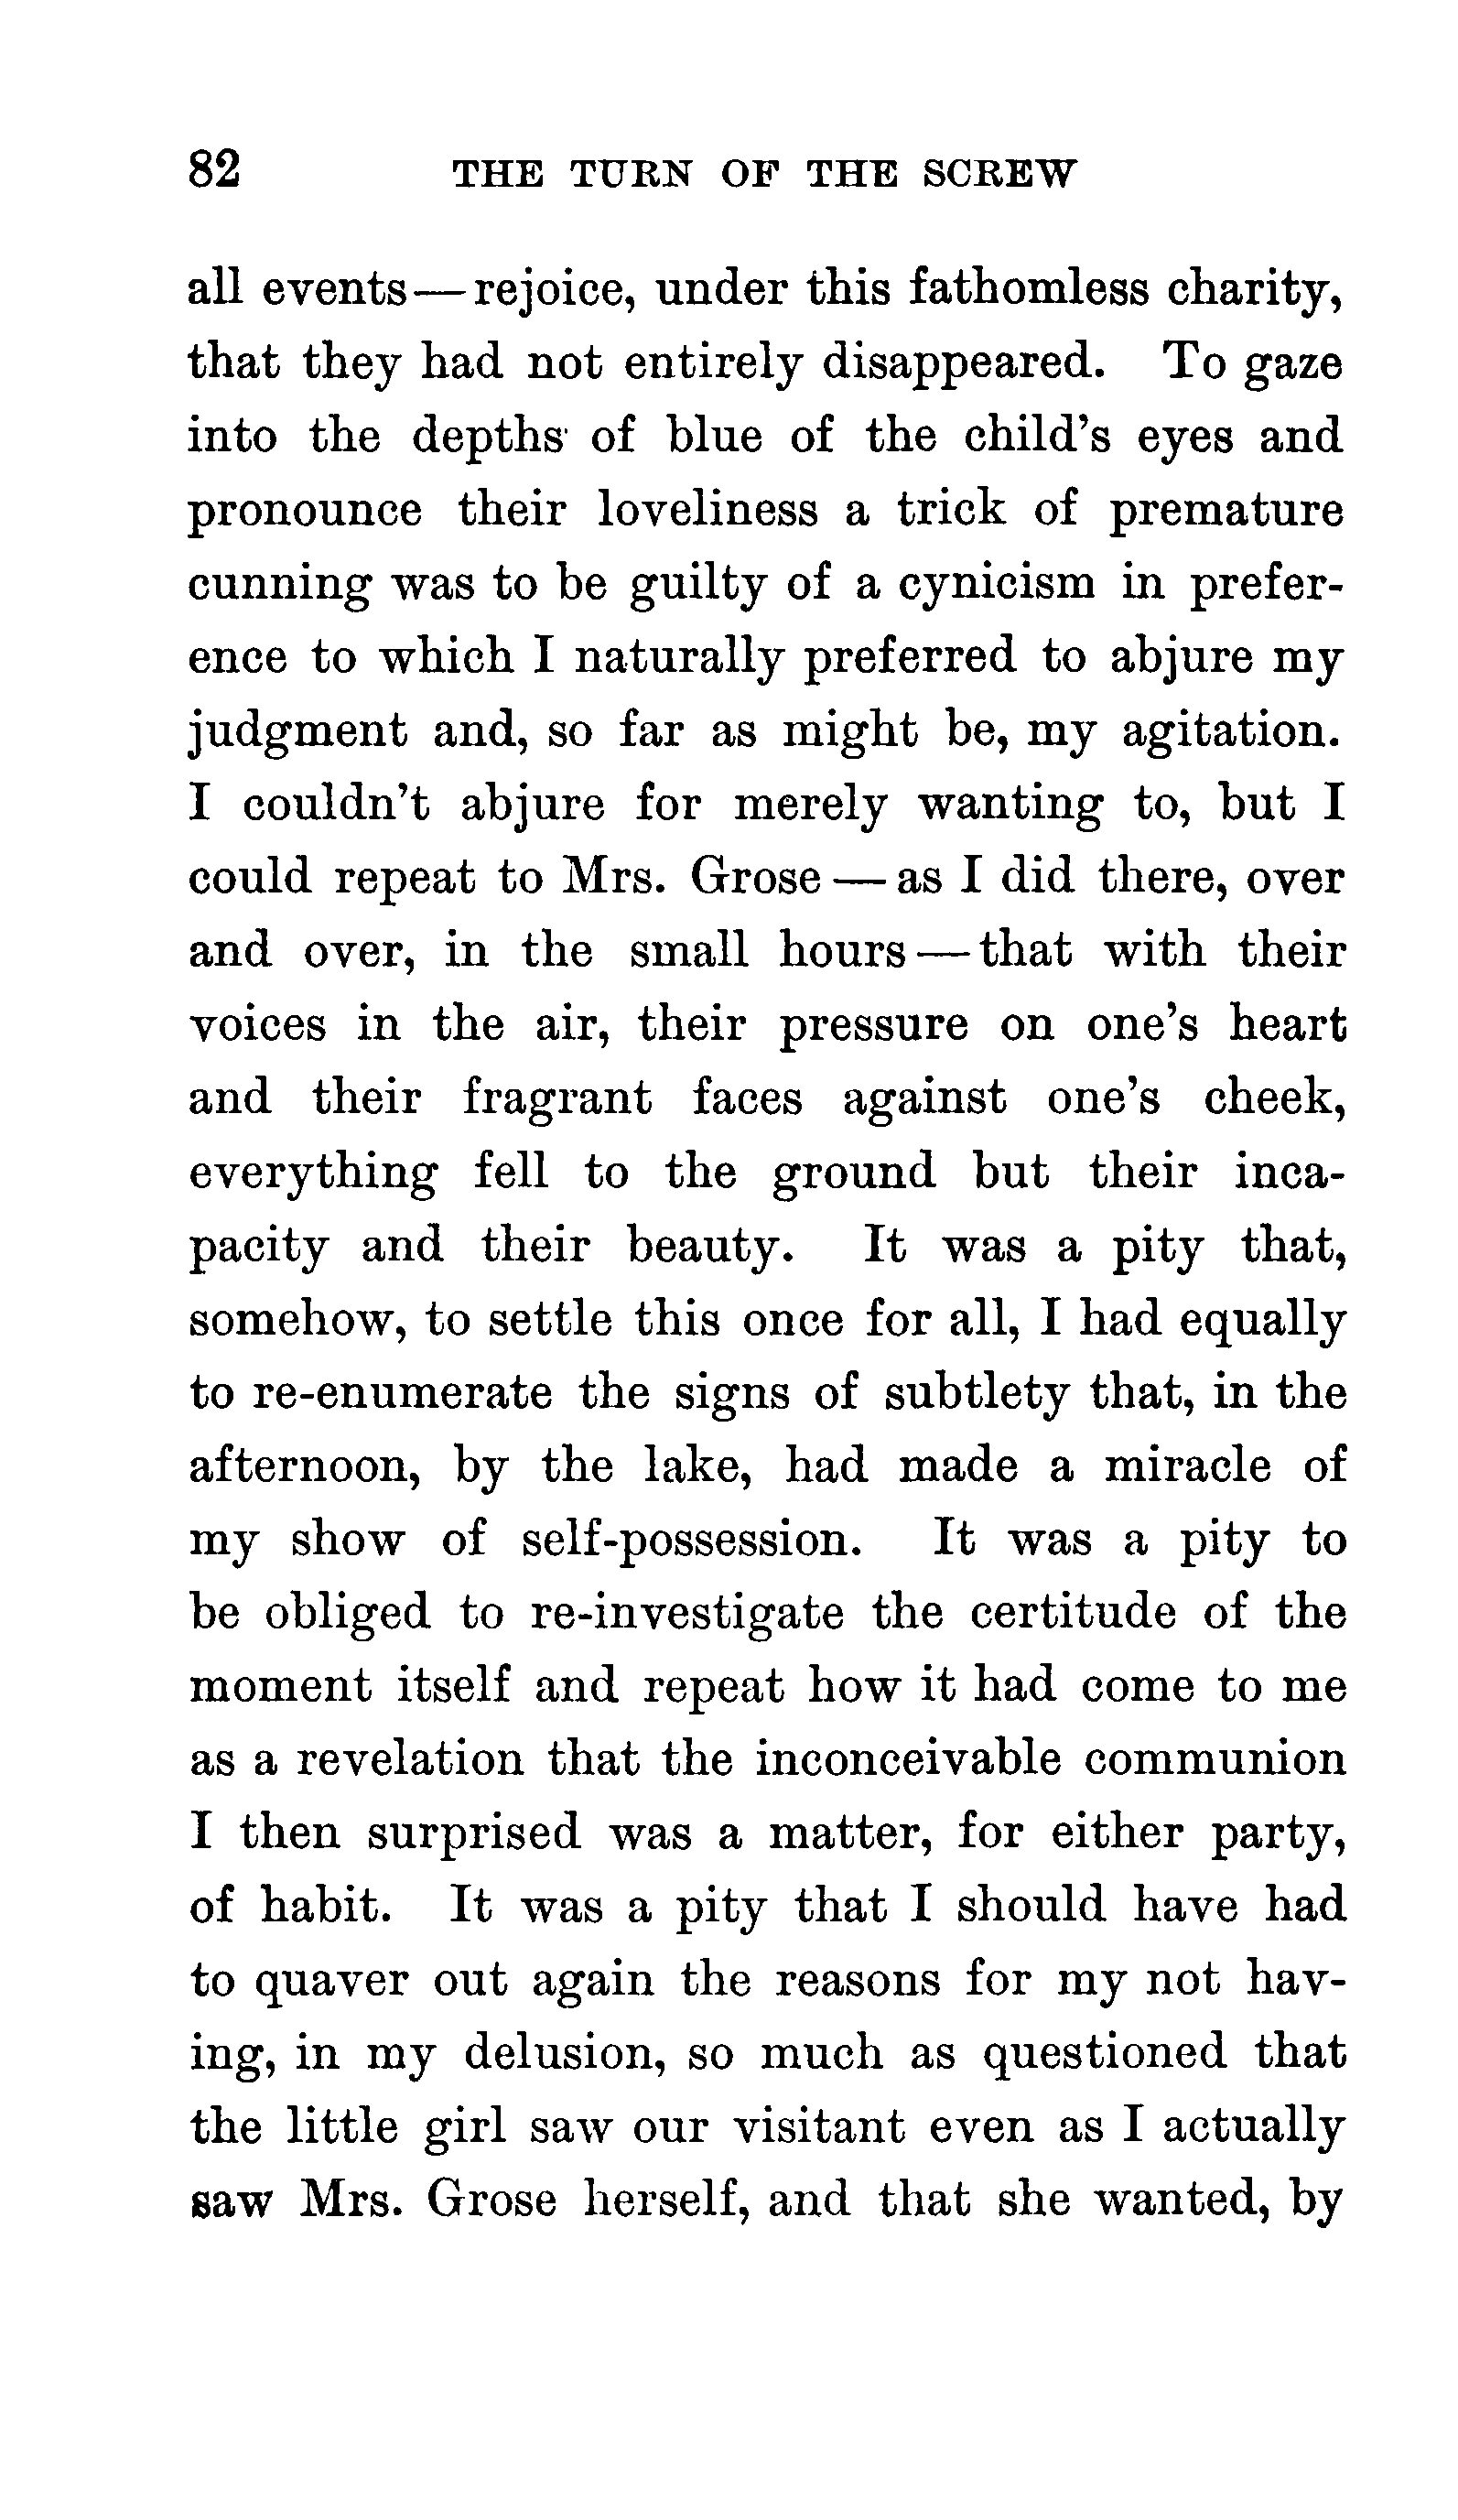 82 THE TURN OF THE SCREW
all events—rejoice, under this fathomless charity,
that they had not entirely disappeared. To gaze
into the depths of blue of the child's eyes and
pronounce their loveliness a trick of premature
cunning was to be guilty of a cynicism in prefer-
ence to which I naturally preferred to abjure my
judgment and, so far as might be, my agitation.
I couldn't abjure for merely wanting to, but I
could repeat to Mrs. Grose — as I did there, over
and over, in the small hours — that with their
voices in the air, their pressure on one's heart
and their fragrant faces against one's cheek,
everything fell to the ground but their inca-
pacity and their beauty. It was a pity that,
somehow, to settle this once for all, I had equally
to re-enumerate the signs of subtlety that, in the
afternoon, by the lake, had made a miracle of
my show of self-possession. It was a pity to
be obliged to re-investigate the certitude of the
moment itself and repeat how it had come to me
as a revelation that the inconceivable communion
I then surprised was a matter, for either party,
of habit. It was a pity that I should have had
to quaver out again the reasons for my not hav-
ing, in my delusion, so much as questioned that
the little girl saw our visitant even as I actually
saw Mrs. Grose herself, and that she wanted, by